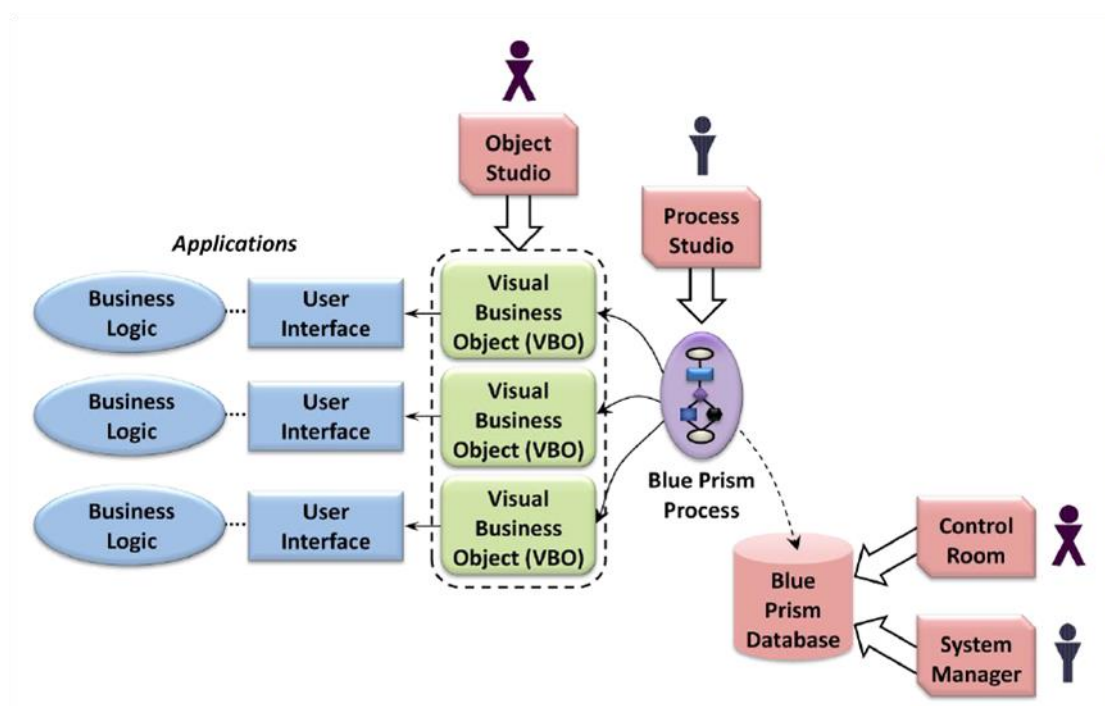 Object
Studio
Process
Studio
Applications
Business
Logic
User
Interface
Visual
Business
Object (VBO)
Business
Logic
User
Interface
Visual
Business
Object (VBO)
Business
Logic
User
Interface
Visual
Business
Object (VBO)
Blue Prism
Process
Blue
Prism
Database
Control
Room
System
Manager